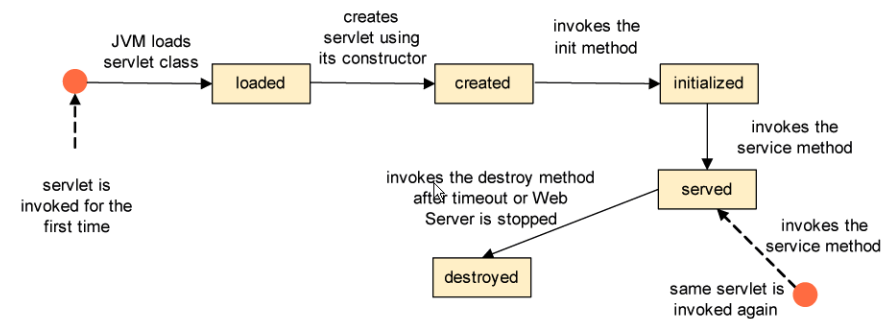 JVM loads
servlet class
creates
servlet using
its constructor
invokes the
init method
loaded
created
initialized
servlet is
invoked for the
first time
invokes the
service method
invokes the destroy method
after timeout or Web
Server is stopped
served
destroyed
invokes the
service method
same servlet is
invoked again